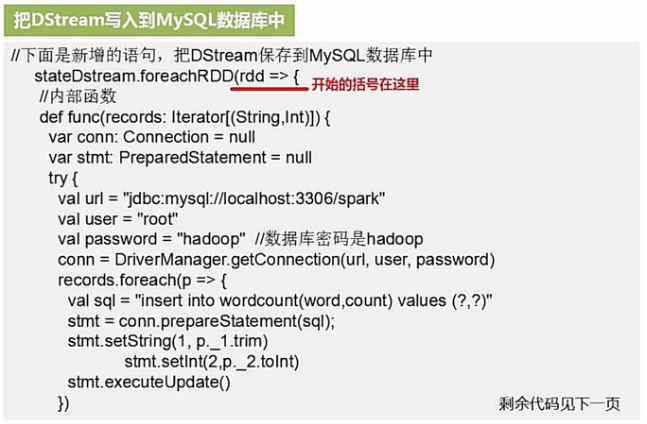 把DStream写入到MySQL数据库中
//下面是新增的语句，把DStream保存到MySQL数据库中
stateDstream.foreachRDD(rdd => { 开始的括号在这里
//内部函数
def func(records: Iterator[(String,Int)]) {
var conn: Connection = null
var stmt: PreparedStatement = null
try {
val url = "jdbc:mysql://localhost:3306/spark"
val user = "root"
val password = "hadoop" //数据库密码是hadoop
conn = DriverManager.getConnection(url, user, password)
records.foreach(p => {
val sql = "insert into wordcount(word,count) values (?,?)"
stmt = conn.prepareStatement(sql);
stmt.setString(1, p._1.trim)
stmt.setInt(2,p._2.toInt)
stmt.executeUpdate()
})
剩余代码见下一页